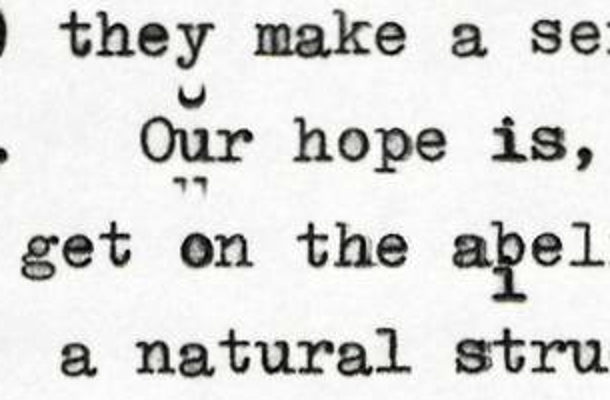 ) they make a se
. Our hope is,
get on the abel
a natural stru